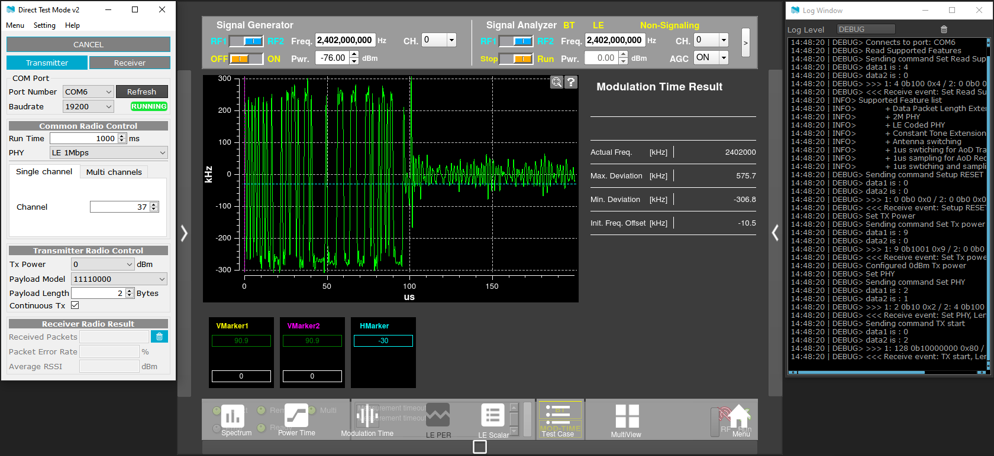 Direct Test Mode v2
Menu Setting Help
CANCEL
Transmitter Receiver
COM Port
Port Number COM6 Refresh
Baudrate 19200 RUNNING
Common Radio Control
Run Time 1000 ms
PHY LE 1Mbps
Single channel Multi channels
Channel 37
Transmitter Radio Control
Tx Power 0 dBm
Payload Model 11110000
Payload Length 2 Bytes
Continuous Tx
Receiver Radio Result
Received Packets
Packet Error Rate %
Average RSSI dBm
Signal Generator
RF1 RF2 Freq. 2,402,000,000 Hz CH. 0
OFF ON Pwr. -76.00 dBm
Signal Analyzer BT LE Non-Signaling
RF1 RF2 Freq. 2,402,000,000 Hz CH. 0
Stop Run Pwr. 0.00 dBm AGC ON
>
300
200
100
0
-100
-200
-300
kHz
0 50 100 150
us
?
Modulation Time Result
Actual Freq. [kHz] 2402000
Max. Deviation [kHz] 575.7
Min. Deviation [kHz] -306.8
Init. Freq. Offset [kHz] -10.5
VMarker1 VMarker2 HMarker
90.9 90.9 -30
0 0
Spectrum Power Time Modulation Time LE PER LE Scalar Test Case MultiView Menu
Log Window
Log Level DEBUG
14:48:20 | DEBUG> Connects to port: COM6
14:48:20 | DEBUG> Read Supported Features
14:48:20 | DEBUG> Sending command Set Read Sup
14:48:20 | DEBUG> data1 is : 4
14:48:20 | DEBUG> data2 is : 0
14:48:20 | DEBUG> >>> 1: 4 0b100 0x4 / 2: 0 0b0 0
14:48:20 | DEBUG> <<< Receive event: Set Read Su
14:48:20 | INFO> Supported Feature list
14:48:20 | INFO> + Data Packet Length Exter
14:48:20 | INFO> + 2M PHY
14:48:20 | INFO> + LE Coded PHY
14:48:20 | INFO> + Constant Tone Extension
14:48:20 | INFO> + Antenna switching
14:48:20 | INFO> + 1us swtiching for AoD Tra
14:48:20 | INFO> + 1us sampling for AoD Rec
14:48:20 | INFO> + 1us swtiching and sampli
14:48:20 | DEBUG> Sending command Setup RESET
14:48:20 | DEBUG> data1 is : 0
14:48:20 | DEBUG> data2 is : 0
14:48:20 | DEBUG> >>> 1: 0 0b0 0x0 / 2: 0 0b0 0x0
14:48:20 | DEBUG> <<< Receive event: Setup RESET
14:48:20 | DEBUG> Set TX Power
14:48:20 | DEBUG> Sending command Set Tx power
14:48:20 | DEBUG> data1 is : 9
14:48:20 | DEBUG> data2 is : 0
14:48:20 | DEBUG> >>> 1: 9 0b1001 0x9 / 2: 0 0b0
14:48:20 | DEBUG> <<< Receive event: Set Tx powe
14:48:20 | DEBUG> Configured 0dBm Tx power
14:48:20 | DEBUG> Set PHY
14:48:20 | DEBUG> Sending command Set PHY
14:48:20 | DEBUG> data1 is : 2
14:48:20 | DEBUG> data2 is : 1
14:48:20 | DEBUG> >>> 1: 2 0b10 0x2 / 2: 4 0b100
14:48:20 | DEBUG> <<< Receive event: Set PHY, Len
14:48:20 | DEBUG> Sending command TX start
14:48:20 | DEBUG> data1 is : 0
14:48:20 | DEBUG> data2 is : 2
14:48:20 | DEBUG> >>> 1: 128 0b10000000 0x80 /
14:48:20 | DEBUG> <<< Receive event: TX start, Len